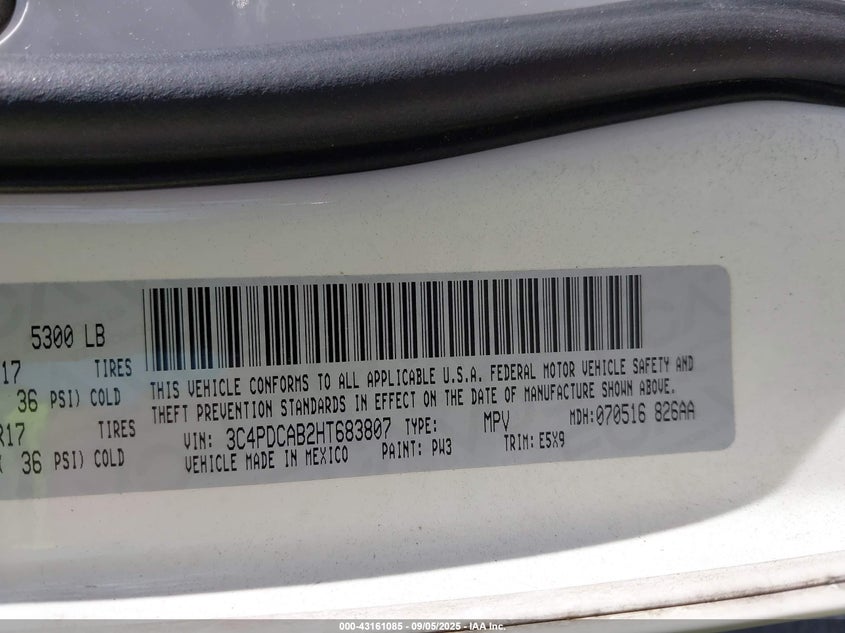 5300 LB
17 TIRES
36 PSI) COLD
R17 TIRES
36 PSI) COLD
THIS VEHICLE CONFORMS TO ALL APPLICABLE U.S.A. FEDERAL MOTOR VEHICLE SAFETY AND
THEFT PREVENTION STANDARDS IN EFFECT ON THE DATE OF MANUFACTURE SHOWN ABOVE.
VIN: 3C4PDCAB2HT683807 TYPE: MPV MDH: 070516 826AA
VEHICLE MADE IN MEXICO PAINT: PW3 TRIM: E5X9
000-43161085 - 09/05/2025 - IAA Inc.